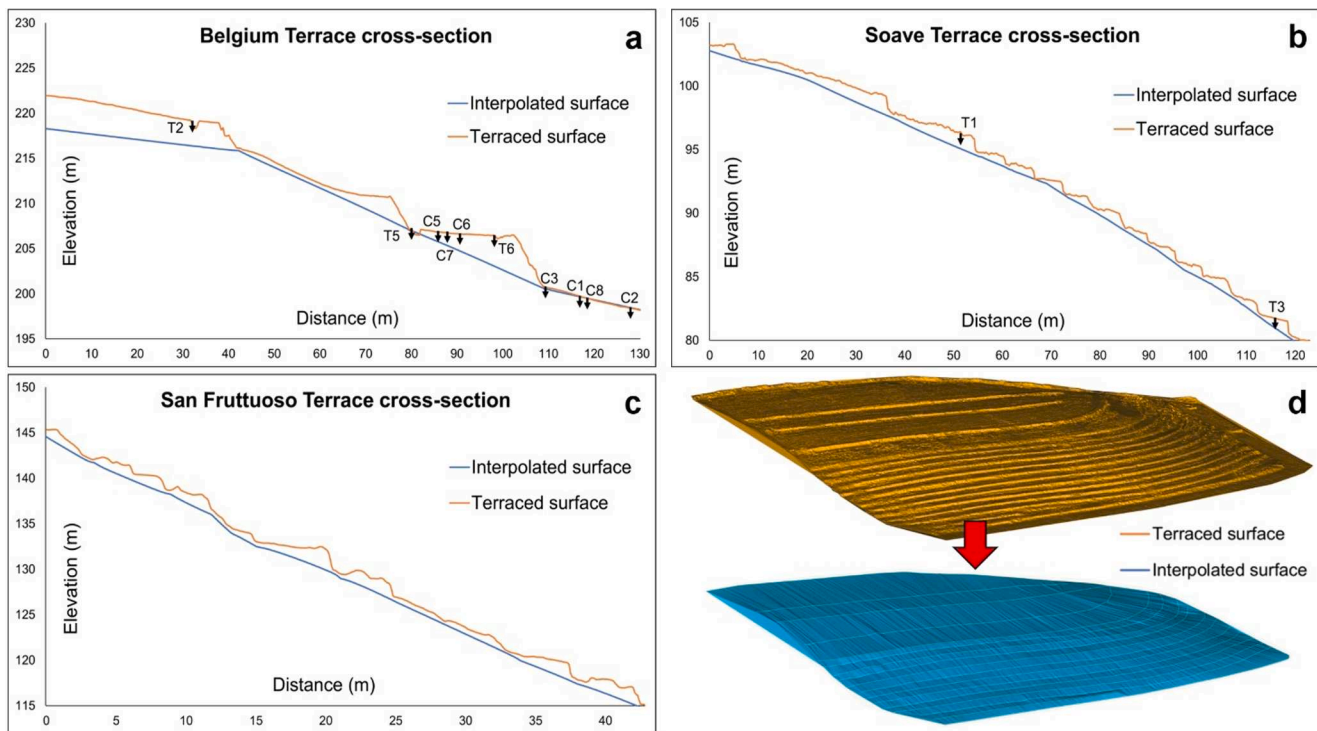 Belgium Terrace cross-section
a
230
225
220
215
210
205
200
195
Elevation (m)
Interpolated surface
Terraced surface
T2
T5
C5
C6
C7
T6
C3
C1
C8
C2
Distance (m)
0 10 20 30 40 50 60 70 80 90 100 110 120 130
Soave Terrace cross-section
b
105
100
95
90
85
80
Elevation (m)
Interpolated surface
Terraced surface
T1
T3
Distance (m)
0 10 20 30 40 50 60 70 80 90 100 110 120
San Fruttuoso Terrace cross-section
c
150
145
140
135
130
125
120
115
Elevation (m)
Interpolated surface
Terraced surface
Distance (m)
0 5 10 15 20 25 30 35 40
d
Terraced surface
Interpolated surface